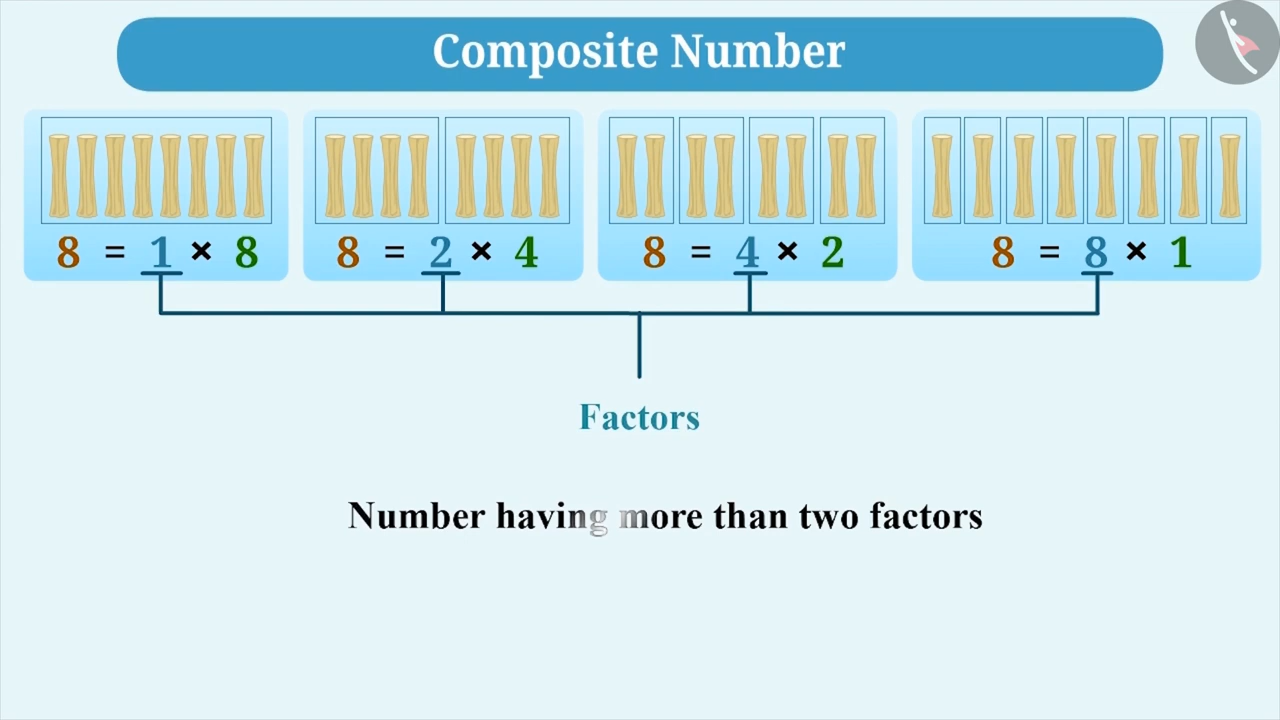 Composite Number
8 = 1 × 8
8 = 2 × 4
8 = 4 × 2
8 = 8 × 1
Factors
Number having more than two factors